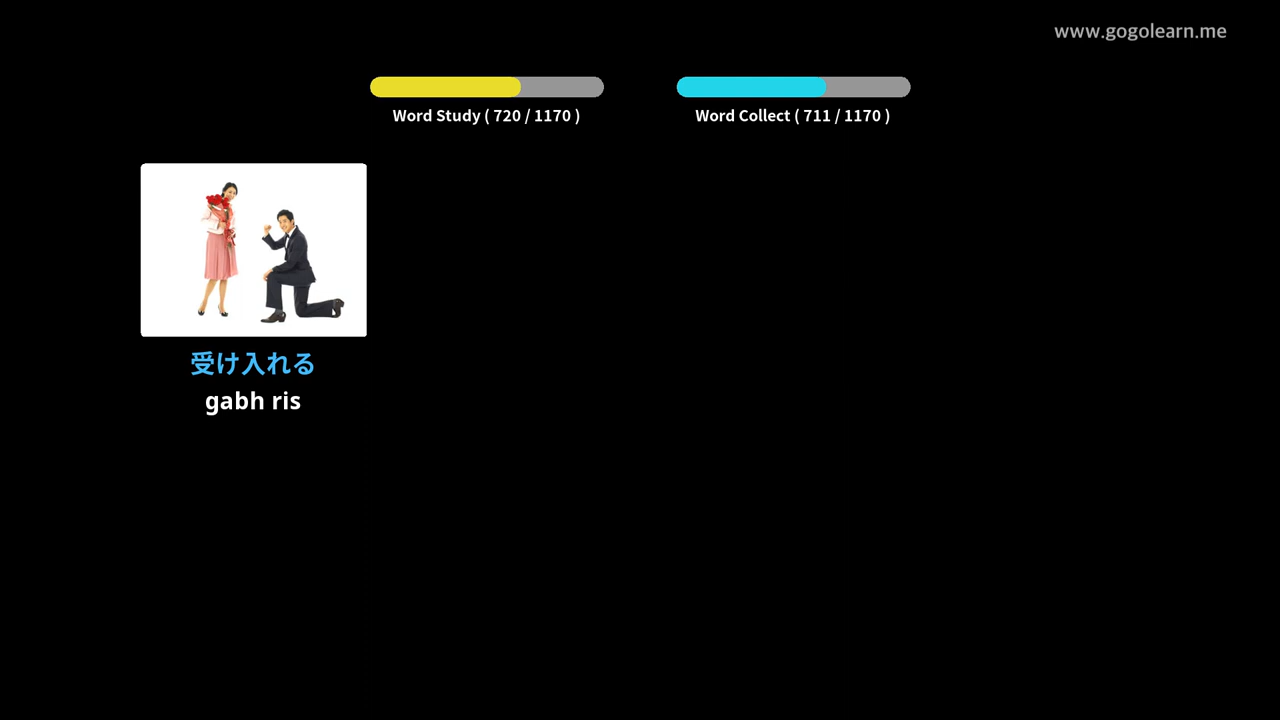 www.gogolearn.me
Word Study ( 720 / 1170 )
Word Collect ( 711 / 1170 )
受け入れる
gabh ris